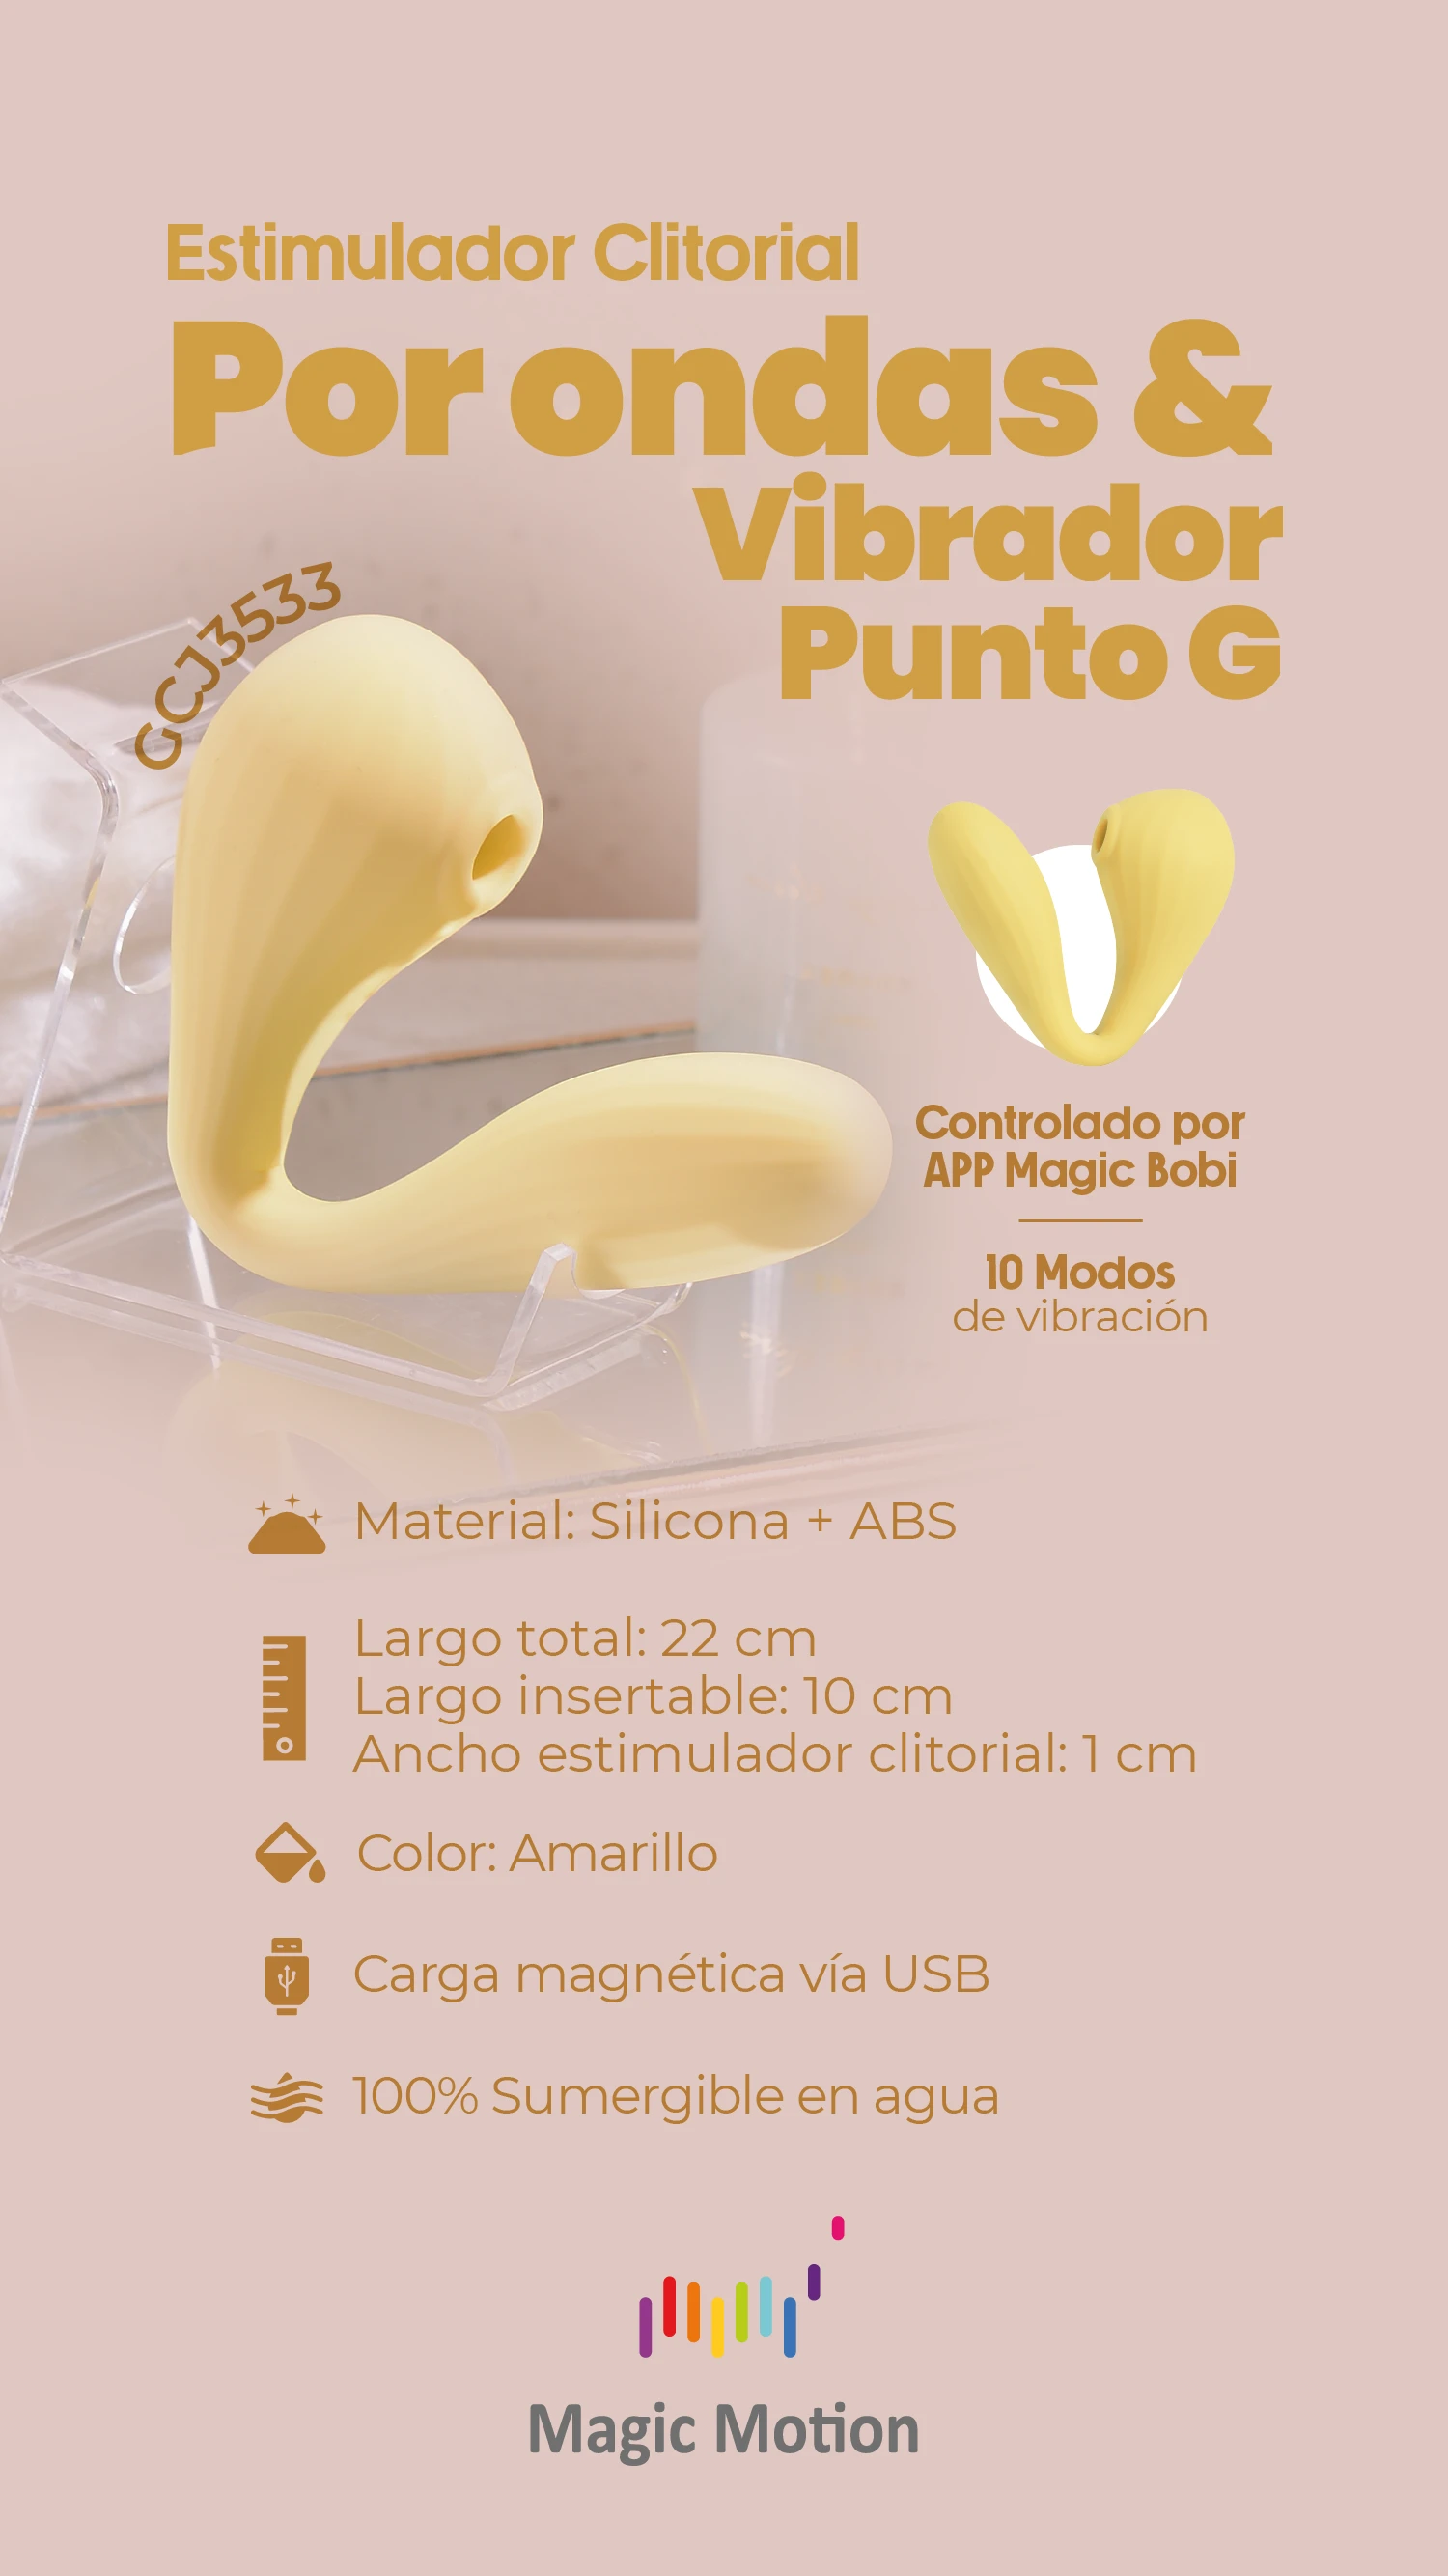 Estimulador Clitorial
Por ondas &
Vibrador
Punto G
GCJ3533
Controlado por
APP Magic Bobi
10 Modos
de vibración
Material: Silicona + ABS
Largo total: 22 cm
Largo insertable: 10 cm
Ancho estimulador clitorial: 1 cm
Color: Amarillo
Carga magnética vía USB
100% Sumergible en agua
Magic Motion